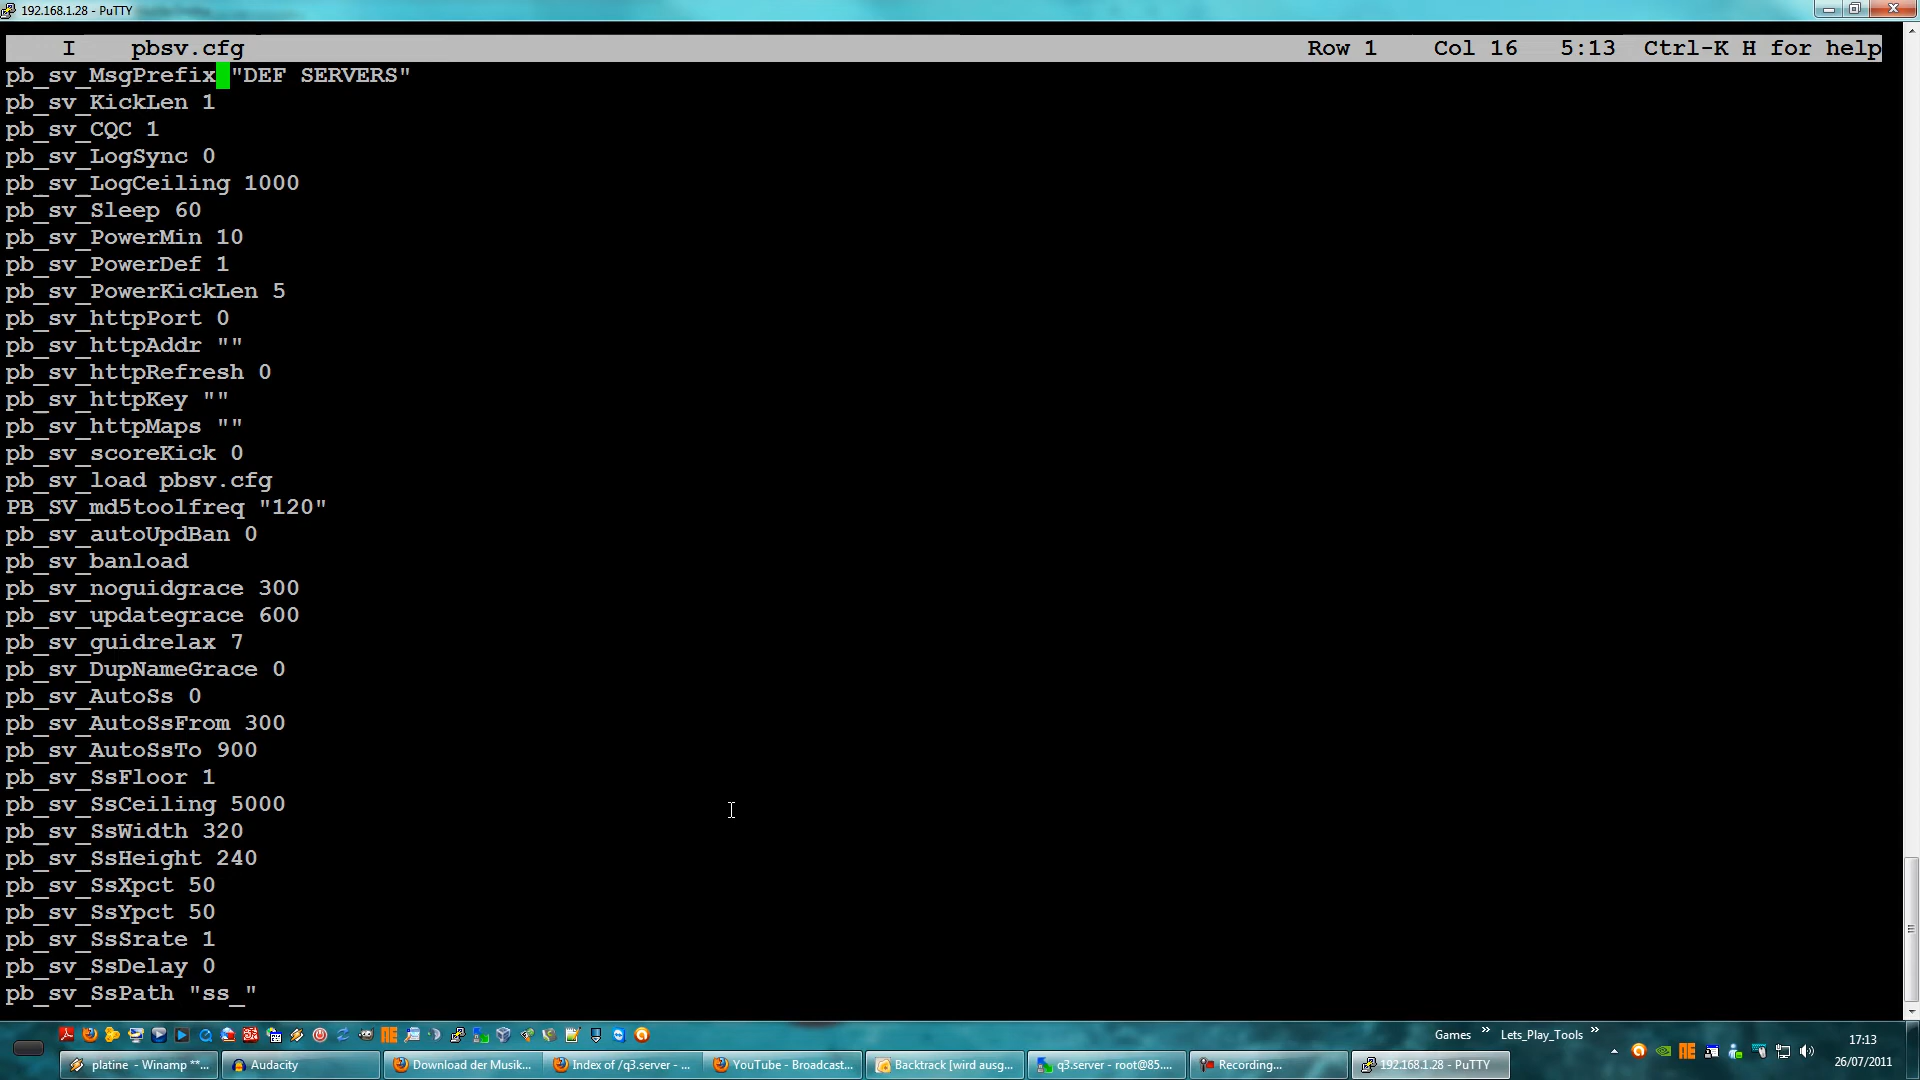 192.168.1.28 - PuTTY
I pbsv.cfg Row 1 Col 16 5:13 Ctrl-K H for help
pb_sv_MsgPrefix "DEF SERVERS"
pb_sv_KickLen 1
pb_sv_CQC 1
pb_sv_LogSync 0
pb_sv_LogCeiling 1000
pb_sv_Sleep 60
pb_sv_PowerMin 10
pb_sv_PowerDef 1
pb_sv_PowerKickLen 5
pb_sv_httpPort 0
pb_sv_httpAddr ""
pb_sv_httpRefresh 0
pb_sv_httpKey ""
pb_sv_httpMaps ""
pb_sv_scoreKick 0
pb_sv_load pbsv.cfg
PB_SV_md5toolfreq "120"
pb_sv_autoUpdBan 0
pb_sv_banload
pb_sv_noguidgrace 300
pb_sv_updategrace 600
pb_sv_guidrelax 7
pb_sv_DupNameGrace 0
pb_sv_AutoSs 0
pb_sv_AutoSsFrom 300
pb_sv_AutoSsTo 900
pb_sv_SsFloor 1
pb_sv_SsCeiling 5000
pb_sv_SsWidth 320
pb_sv_SsHeight 240
pb_sv_SsXpct 50
pb_sv_SsYpct 50
pb_sv_SsSrate 1
pb_sv_SsDelay 0
pb_sv_SsPath "ss_"
Games » Lets_Play_Tools »
platine - Winamp **... Audacity Download der Musik... Index of /q3.server - ... YouTube - Broadcast... Backtrack [wird ausg... q3.server - root@85.... Recording... 192.168.1.28 - PuTTY
17:13
26/07/2011